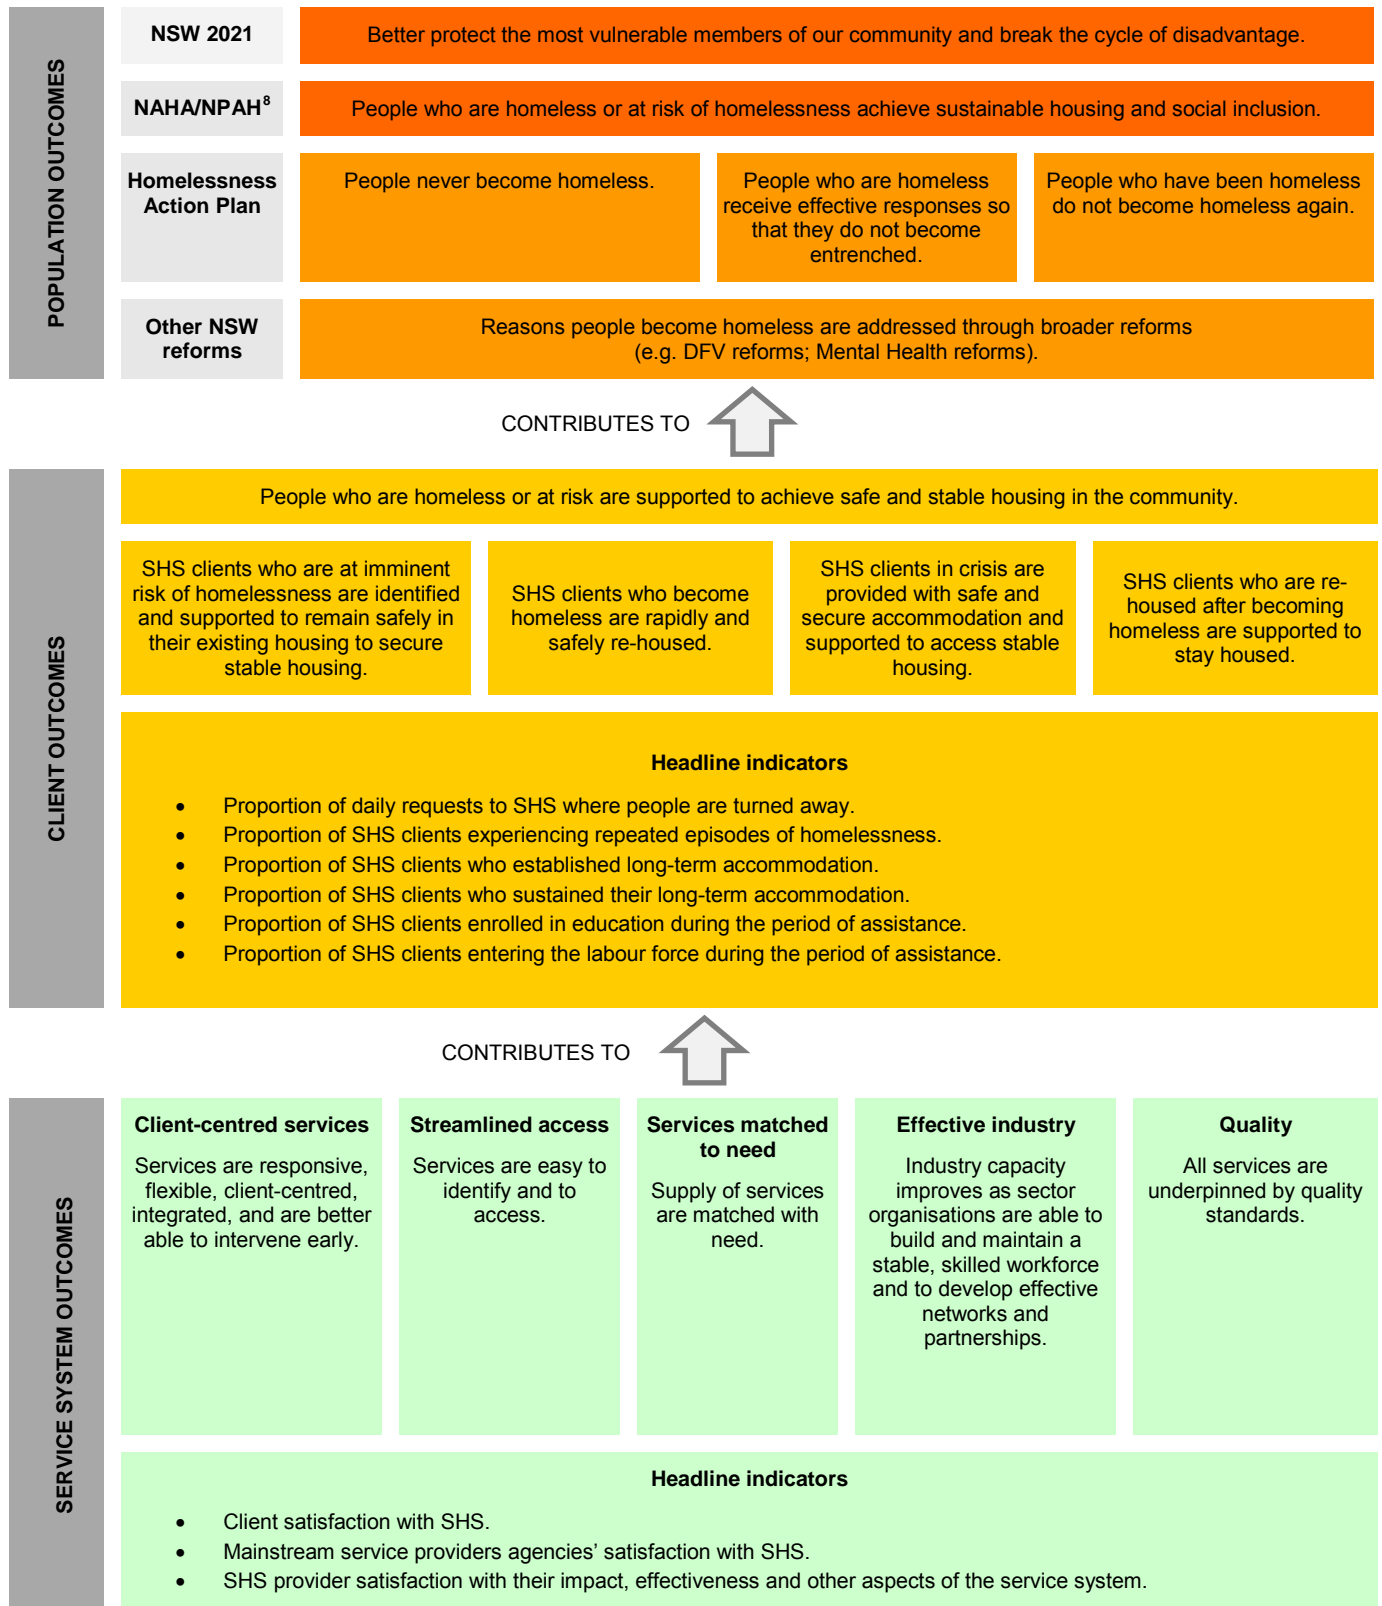 POPULATION OUTCOMES
NSW 2021
Better protect the most vulnerable members of our community and break the cycle of disadvantage.
NAHA/NPAH8
People who are homeless or at risk of homelessness achieve sustainable housing and social inclusion.
Homelessness
Action Plan
People never become homeless.
People who are homeless
receive effective responses so
that they do not become
entrenched.
People who have been homeless
do not become homeless again.
Other NSW
reforms
Reasons people become homeless are addressed through broader reforms
(e.g. DFV reforms; Mental Health reforms).
CONTRIBUTES TO
CLIENT OUTCOMES
People who are homeless or at risk are supported to achieve safe and stable housing in the community.
SHS clients who are at imminent
risk of homelessness are identified
and supported to remain safely in
their existing housing to secure
stable housing.
SHS clients who become
homeless are rapidly and
safely re-housed.
SHS clients in crisis are
provided with safe and
secure accommodation and
supported to access stable
housing.
SHS clients who are re-
housed after becoming
homeless are supported to
stay housed.
Headline indicators
• Proportion of daily requests to SHS where people are turned away.
• Proportion of SHS clients experiencing repeated episodes of homelessness.
• Proportion of SHS clients who established long-term accommodation.
• Proportion of SHS clients who sustained their long-term accommodation.
• Proportion of SHS clients enrolled in education during the period of assistance.
• Proportion of SHS clients entering the labour force during the period of assistance.
CONTRIBUTES TO
SERVICE SYSTEM OUTCOMES
Client-centred services
Services are responsive,
flexible, client-centred,
integrated, and are better
able to intervene early.
Streamlined access
Services are easy to
identify and to
access.
Services matched
to need
Supply of services
are matched with
need.
Effective industry
Industry capacity
improves as sector
organisations are able to
build and maintain a
stable, skilled workforce
and to develop effective
networks and
partnerships.
Quality
All services are
underpinned by quality
standards.
Headline indicators
• Client satisfaction with SHS.
• Mainstream service providers agencies’ satisfaction with SHS.
• SHS provider satisfaction with their impact, effectiveness and other aspects of the service system.